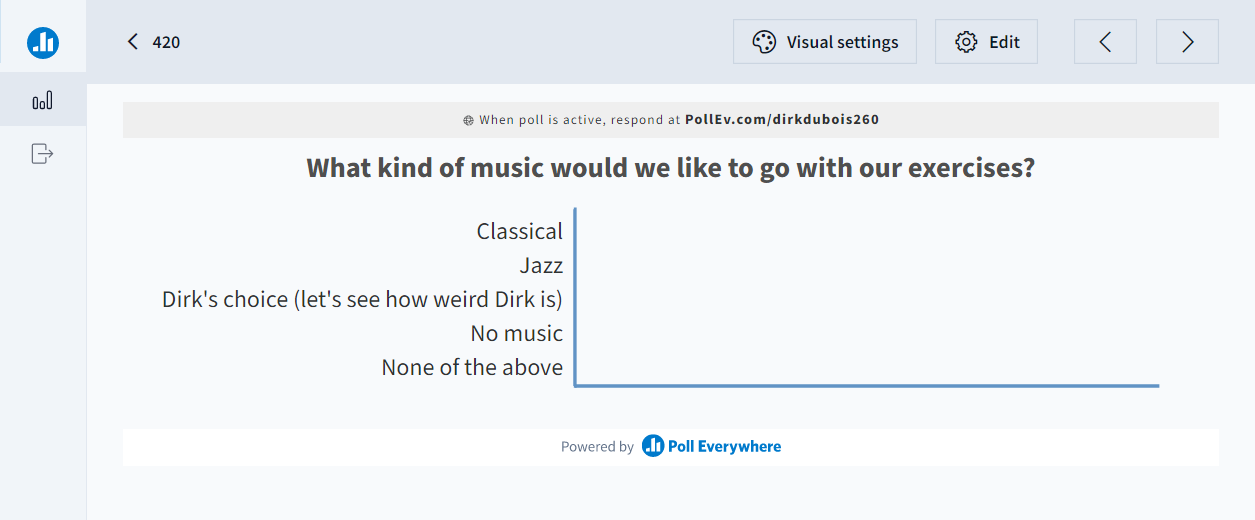 420
Visual settings
Edit
When poll is active, respond at PollEv.com/dirkdubois260
What kind of music would we like to go with our exercises?
Classical
Jazz
Dirk's choice (let's see how weird Dirk is)
No music
None of the above
Powered by Poll Everywhere